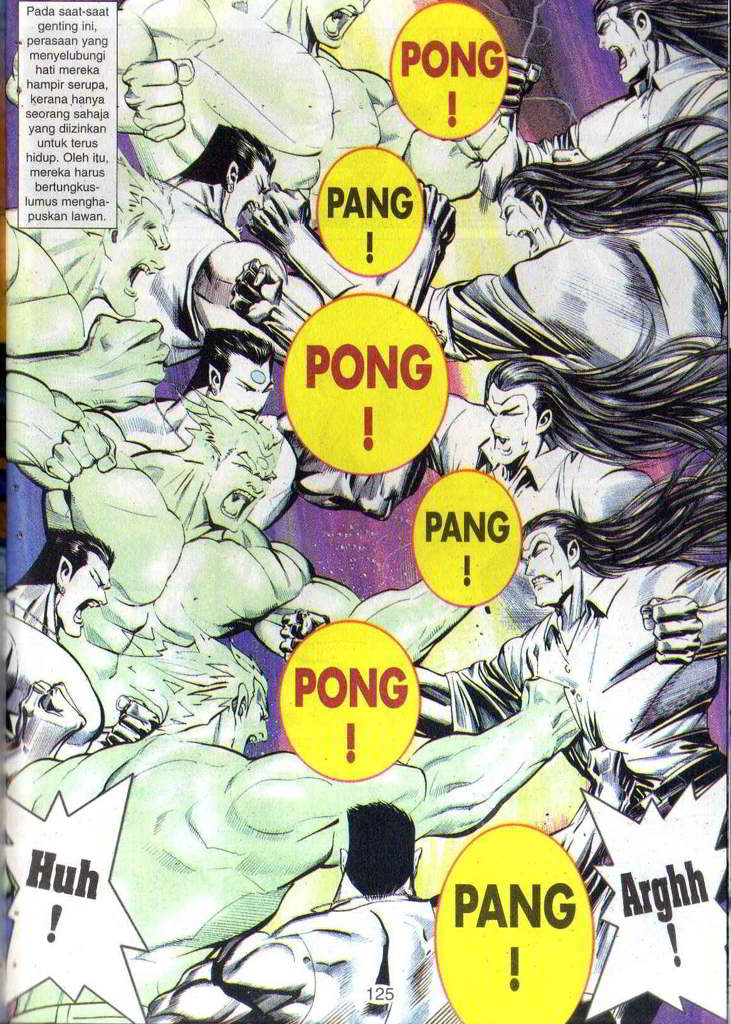 Pada saat-saat
genting ini,
perasaan yang
menyelubungi
hati mereka
hampir serupa,
kerana hanya
seorang sahaja
yang diizinkan
untuk terus
hidup. Oleh itu,
mereka harus
bertungkus-
lumus mengha-
puskan lawan.
PONG
!
PANG
!
PONG
!
PANG
!
PONG
!
Huh
!
PANG
!
Arghh
!
125